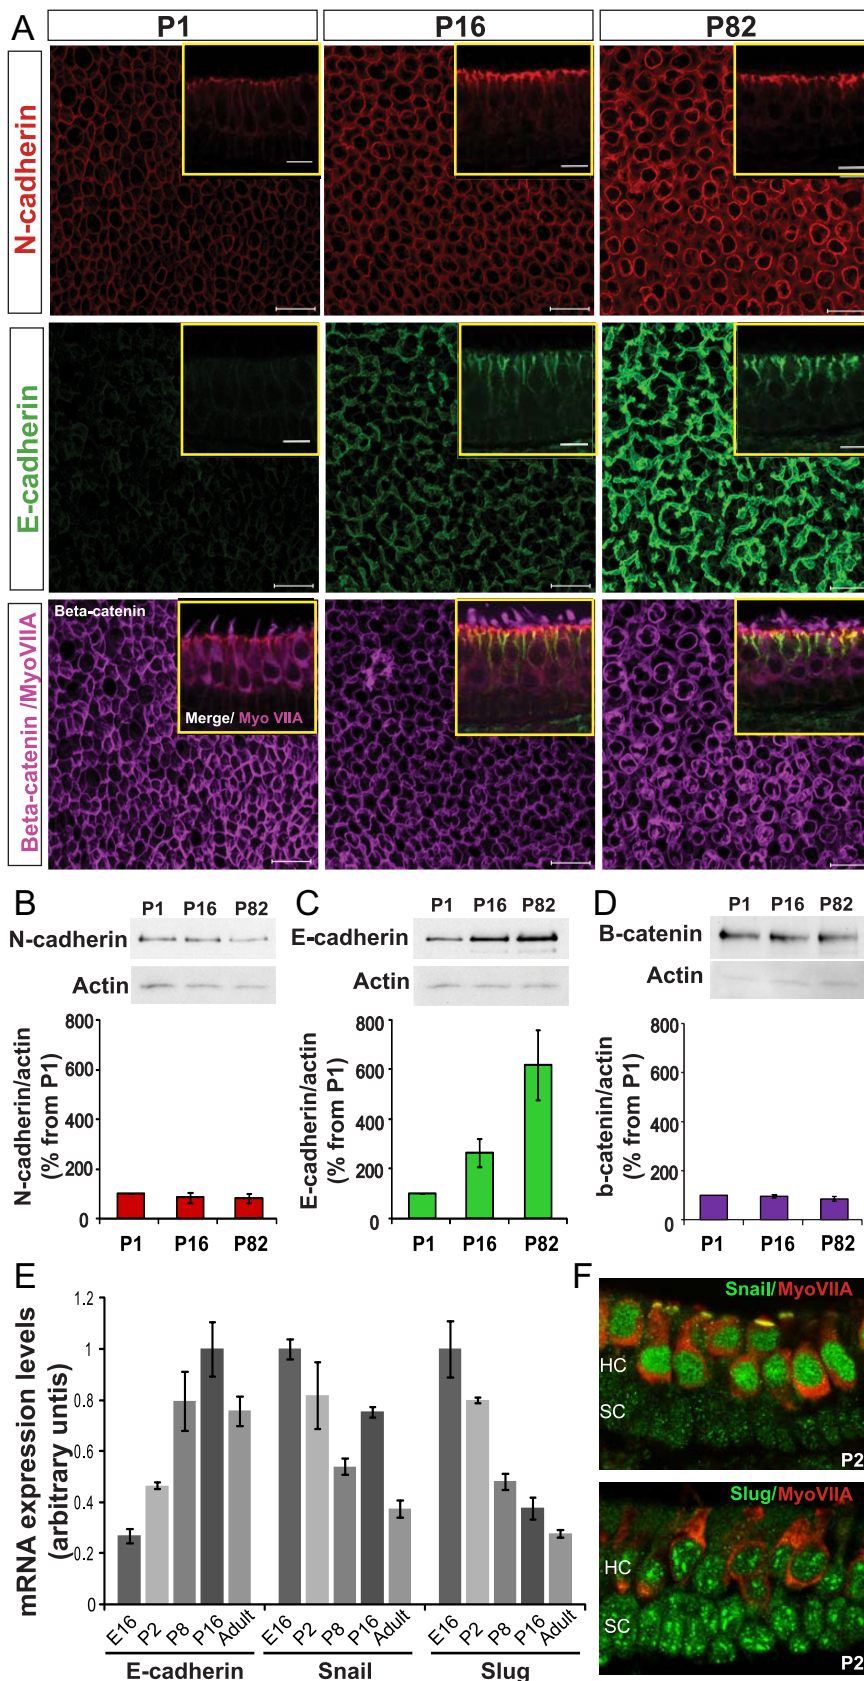 A
P1
P16
P82
N-cadherin
E-cadherin
Beta-catenin /MyoVIIA
Beta-catenin
Merge/ Myo VIIA
B
P1 P16 P82
N-cadherin
Actin
N-cadherin/actin
(% from P1)
800
600
400
200
0
P1 P16 P82
C
P1 P16 P82
E-cadherin
Actin
E-cadherin/actin
(% from P1)
800
600
400
200
0
P1 P16 P82
D
P1 P16 P82
B-catenin
Actin
b-catenin/actin
(% from P1)
800
600
400
200
0
P1 P16 P82
E
mRNA expression levels
(arbitrary untis)
1.2
1
0.8
0.6
0.4
0.2
0
E16 P2 P8 P16 Adult
E16 P2 P8 P16 Adult
E16 P2 P8 P16 Adult
E-cadherin Snail Slug
F
Snail/MyoVIIA
HC
SC
P2
Slug/MyoVIIA
HC
SC
P2